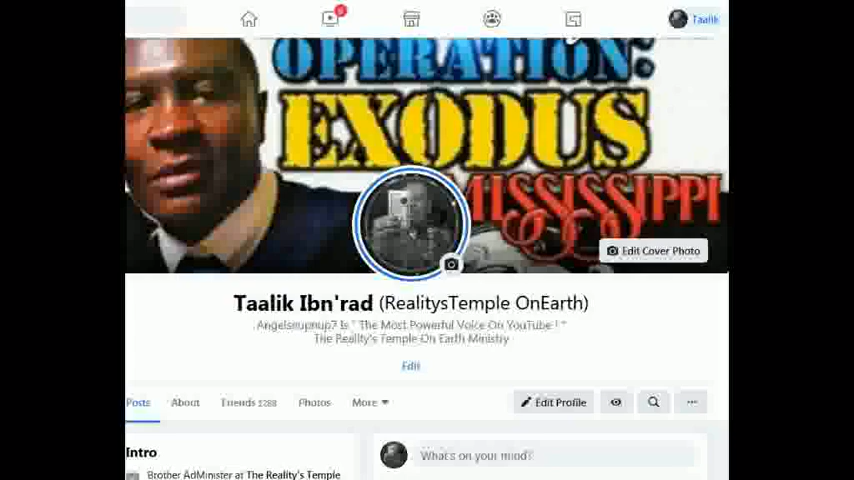 Taalik
OPERATION:
EXODUS
MISSISSIPPI
Edit Cover Photo
Taalik Ibn'rad (RealitysTemple OnEarth)
Angelsnupnup7 Is " The Most Powerful Voice On YouTube ! "
The Reality's Temple On Earth Ministry
Edit
Posts About Friends 1288 Photos More Edit Profile ...
Intro
What's on your mind?
Brother AdMinister at The Reality's Temple